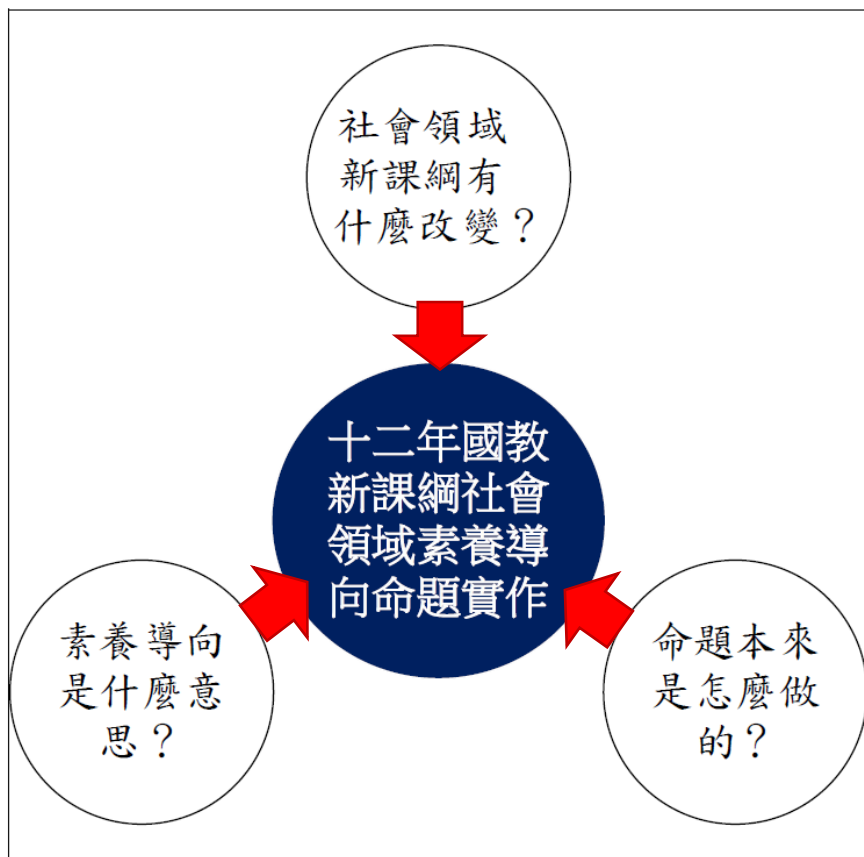 社會領域
新課綱有
什麼改變？
十二年國教
新課綱社會
領域素養導
向命題實作
素養導向
是什麼意
思？
命題本來
是怎麼做
的？